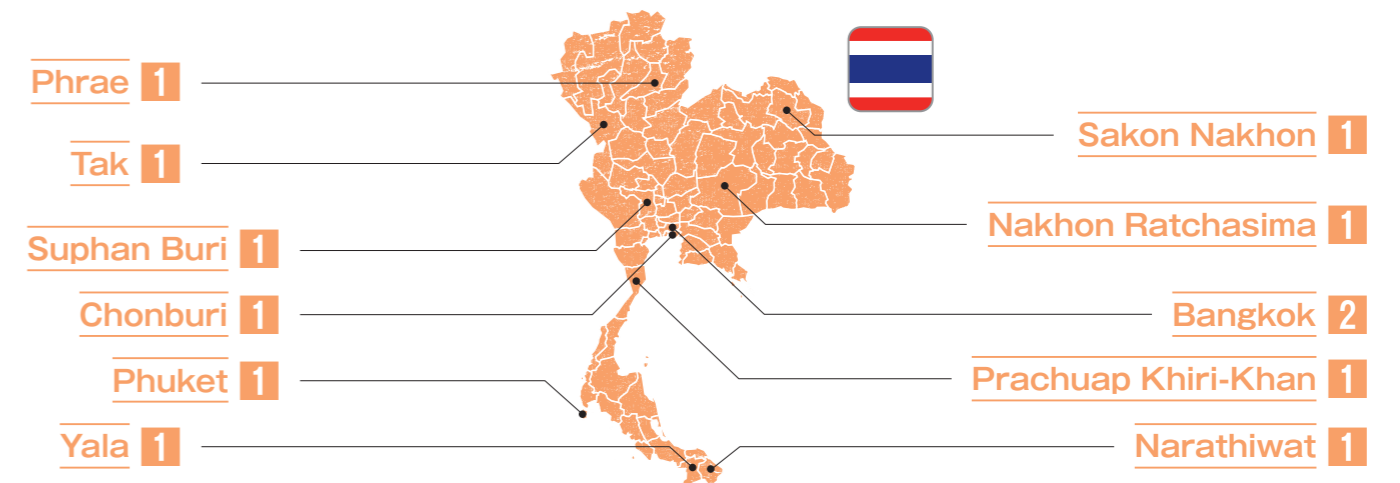 Phrae 1
Tak 1
Suphan Buri 1
Chonburi 1
Phuket 1
Yala 1
Sakon Nakhon 1
Nakhon Ratchasima 1
Bangkok 2
Prachuap Khiri-Khan 1
Narathiwat 1